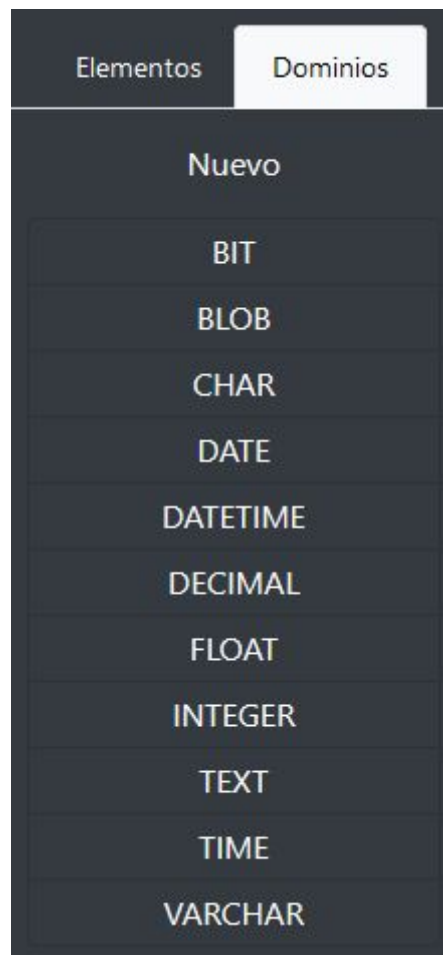 Elementos Dominios
Nuevo
BIT
BLOB
CHAR
DATE
DATETIME
DECIMAL
FLOAT
INTEGER
TEXT
TIME
VARCHAR